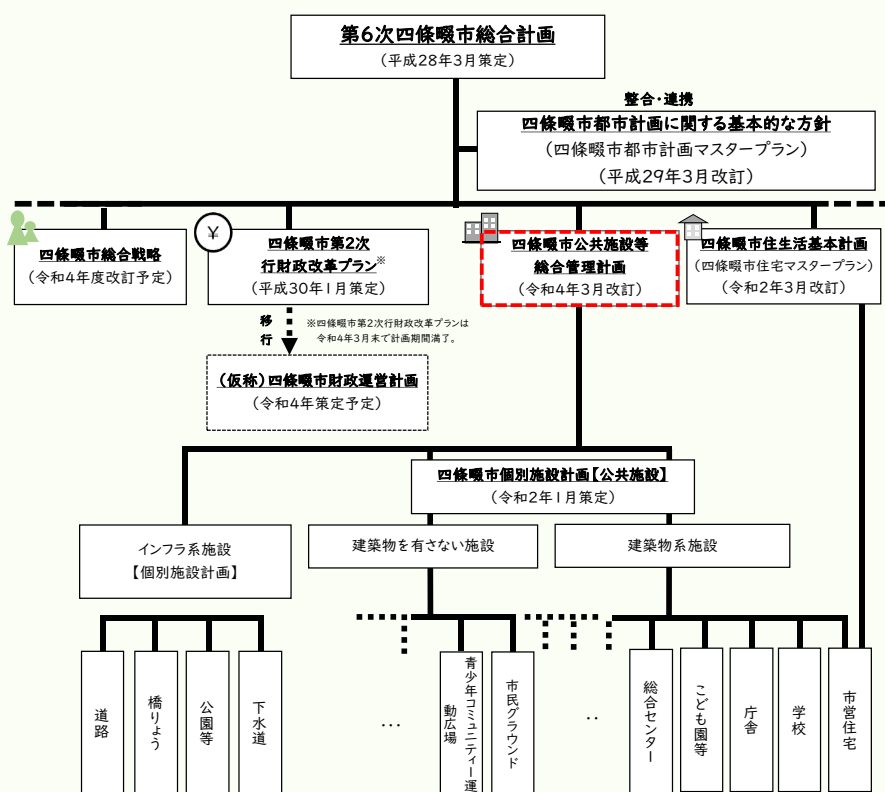 第6次四條畷市総合計画
(平成28年3月策定)
整合・連携
四條畷市都市計画に関する基本的な方針
(四條畷市都市計画マスタープラン)
(平成29年3月改訂)
四條畷市総合戦略
(令和4年度改訂予定)
¥
四條畷市第2次
行財政改革プラン※
(平成30年1月策定)
四條畷市公共施設等
総合管理計画
(令和4年3月改訂)
四條畷市住生活基本計画
(四條畷市住宅マスタープラン)
(令和2年3月改訂)
移行
※四條畷市第2次行財政改革プランは
令和4年3月末で計画期間満了。
(仮称)四條畷市財政運営計画
(令和4年策定予定)
四條畷市個別施設計画【公共施設】
(令和2年1月策定)
インフラ系施設
【個別施設計画】
建築物を有さない施設
建築物系施設
道路
橋りょう
公園等
下水道
…
青少年コミュニティー運
動広場
市民グラウンド
‥
総合センター
こども園等
庁舎
学校
市営住宅